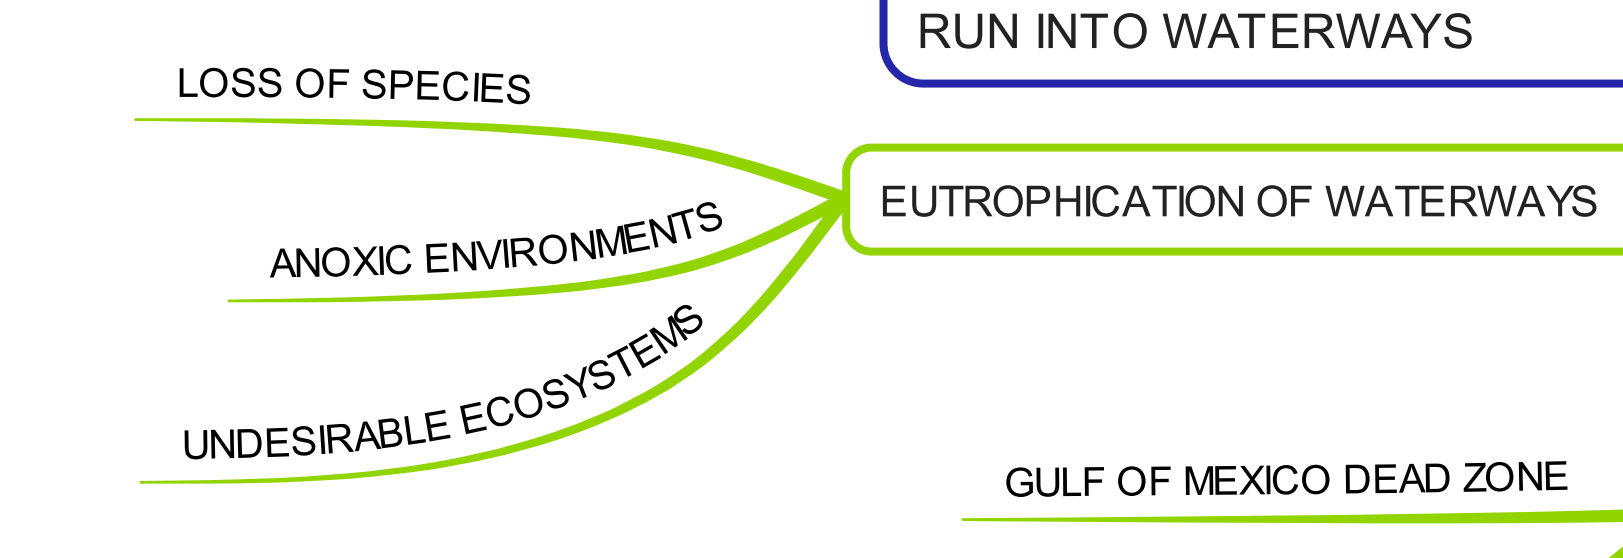 RUN INTO WATERWAYS
LOSS OF SPECIES
EUTROPHICATION OF WATERWAYS
ANOXIC ENVIRONMENTS
UNDESIRABLE ECOSYSTEMS
GULF OF MEXICO DEAD ZONE